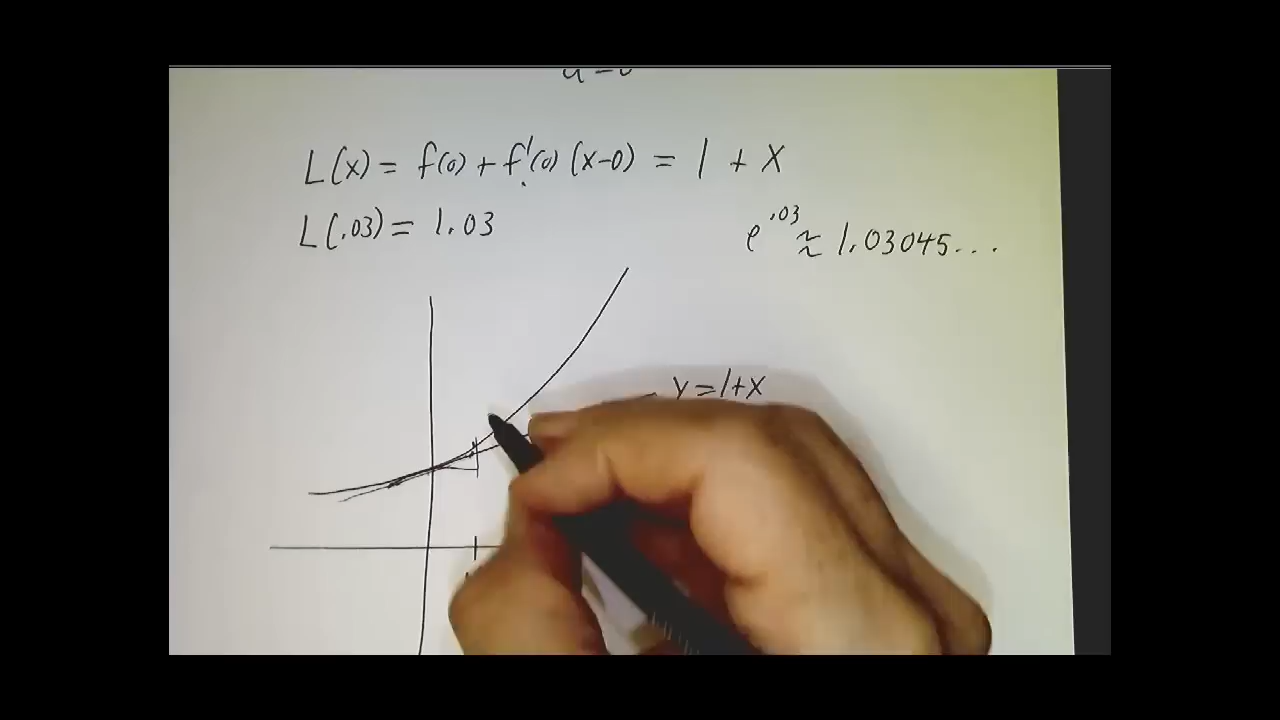 L(x) = f(0) + f'(0) (x-0) = 1 + x
L(.03) = 1.03
e^.03 ≈ 1.03045...
y = 1+x